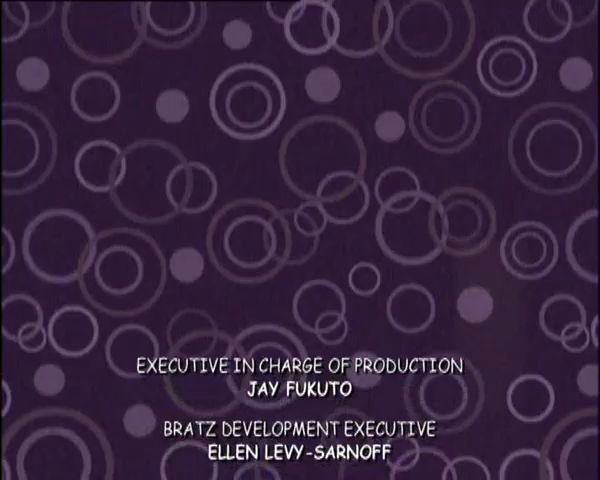 EXECUTIVE IN CHARGE OF PRODUCTION
JAY FUKUTO
BRATZ DEVELOPMENT EXECUTIVE
ELLEN LEVY-SARNOFF